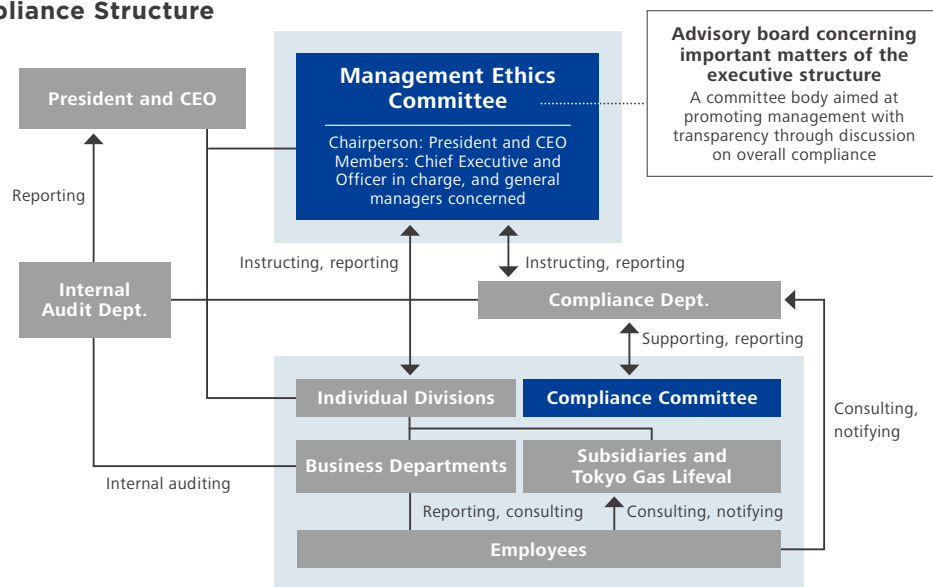 pliance Structure
Advisory board concerning
important matters of the
executive structure
A committee body aimed at
promoting management with
transparency through discussion
on overall compliance
Management Ethics
Committee
Chairperson: President and CEO
Members: Chief Executive and
Officer in charge, and general
managers concerned
President and CEO
Reporting
Instructing, reporting
Instructing, reporting
Internal
Audit Dept.
Compliance Dept.
Supporting, reporting
Individual Divisions
Compliance Committee
Consulting,
notifying
Business Departments
Subsidiaries and
Tokyo Gas Lifeval
Internal auditing
Reporting, consulting
Consulting, notifying
Employees